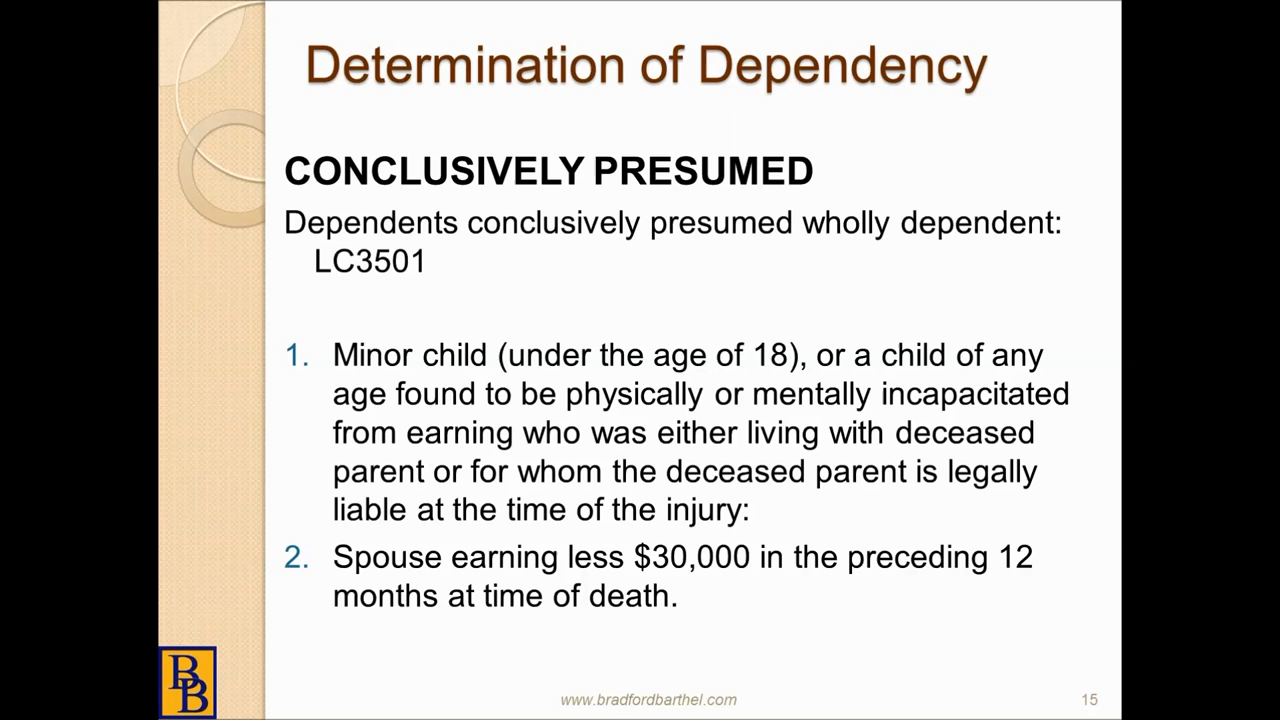 Determination of Dependency
CONCLUSIVELY PRESUMED
Dependents conclusively presumed wholly dependent:
LC3501
1. Minor child (under the age of 18), or a child of any
age found to be physically or mentally incapacitated
from earning who was either living with deceased
parent or for whom the deceased parent is legally
liable at the time of the injury:
2. Spouse earning less $30,000 in the preceding 12
months at time of death.
BB
www.bradfordbarthel.com
15